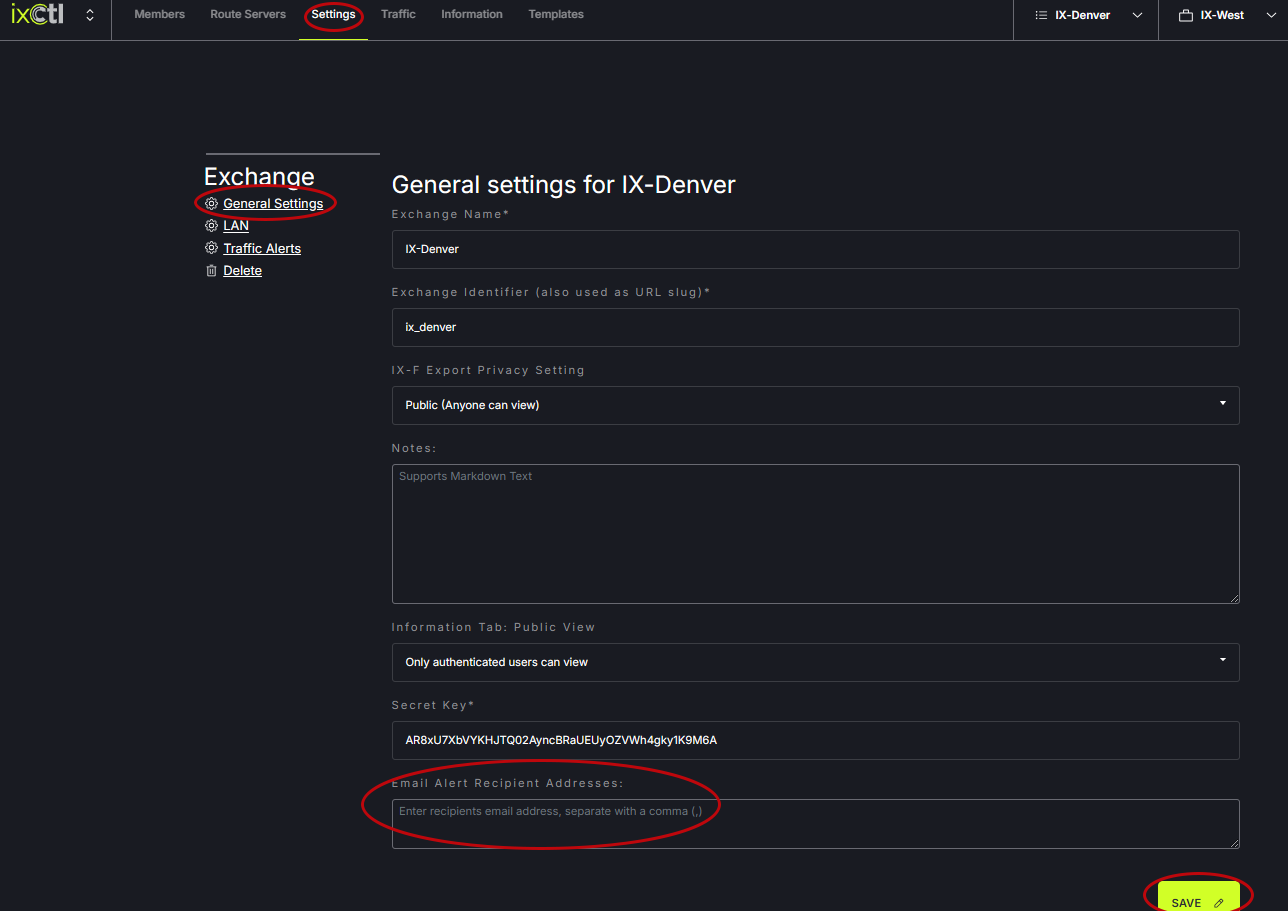 ixCtl
Members Route Servers Settings Traffic Information Templates IX-Denver IX-West
Exchange
General Settings
LAN
Traffic Alerts
Delete
General settings for IX-Denver
Exchange Name*
IX-Denver
Exchange Identifier (also used as URL slug)*
ix_denver
IX-F Export Privacy Setting
Public (Anyone can view)
Notes:
Supports Markdown Text
Information Tab: Public View
Only authenticated users can view
Secret Key*
AR8xU7XbVYKHJTQ02AyncBRaUEUyOZVWh4gky1K9M6A
Email Alert Recipient Addresses:
Enter recipients email address, separate with a comma (,)
SAVE